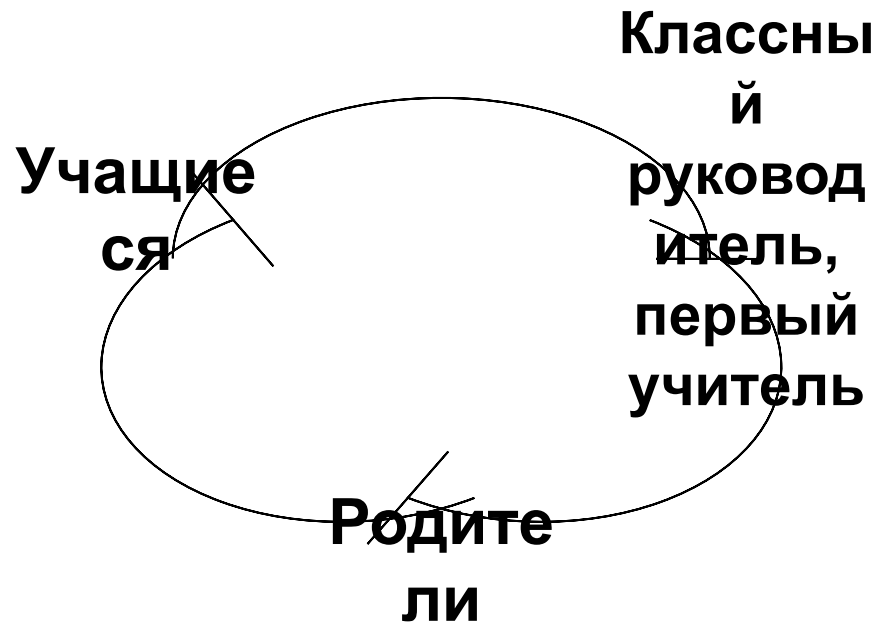 Учащие
ся
Классны
й
руковод
итель,
первый
учитель
Родите
ли